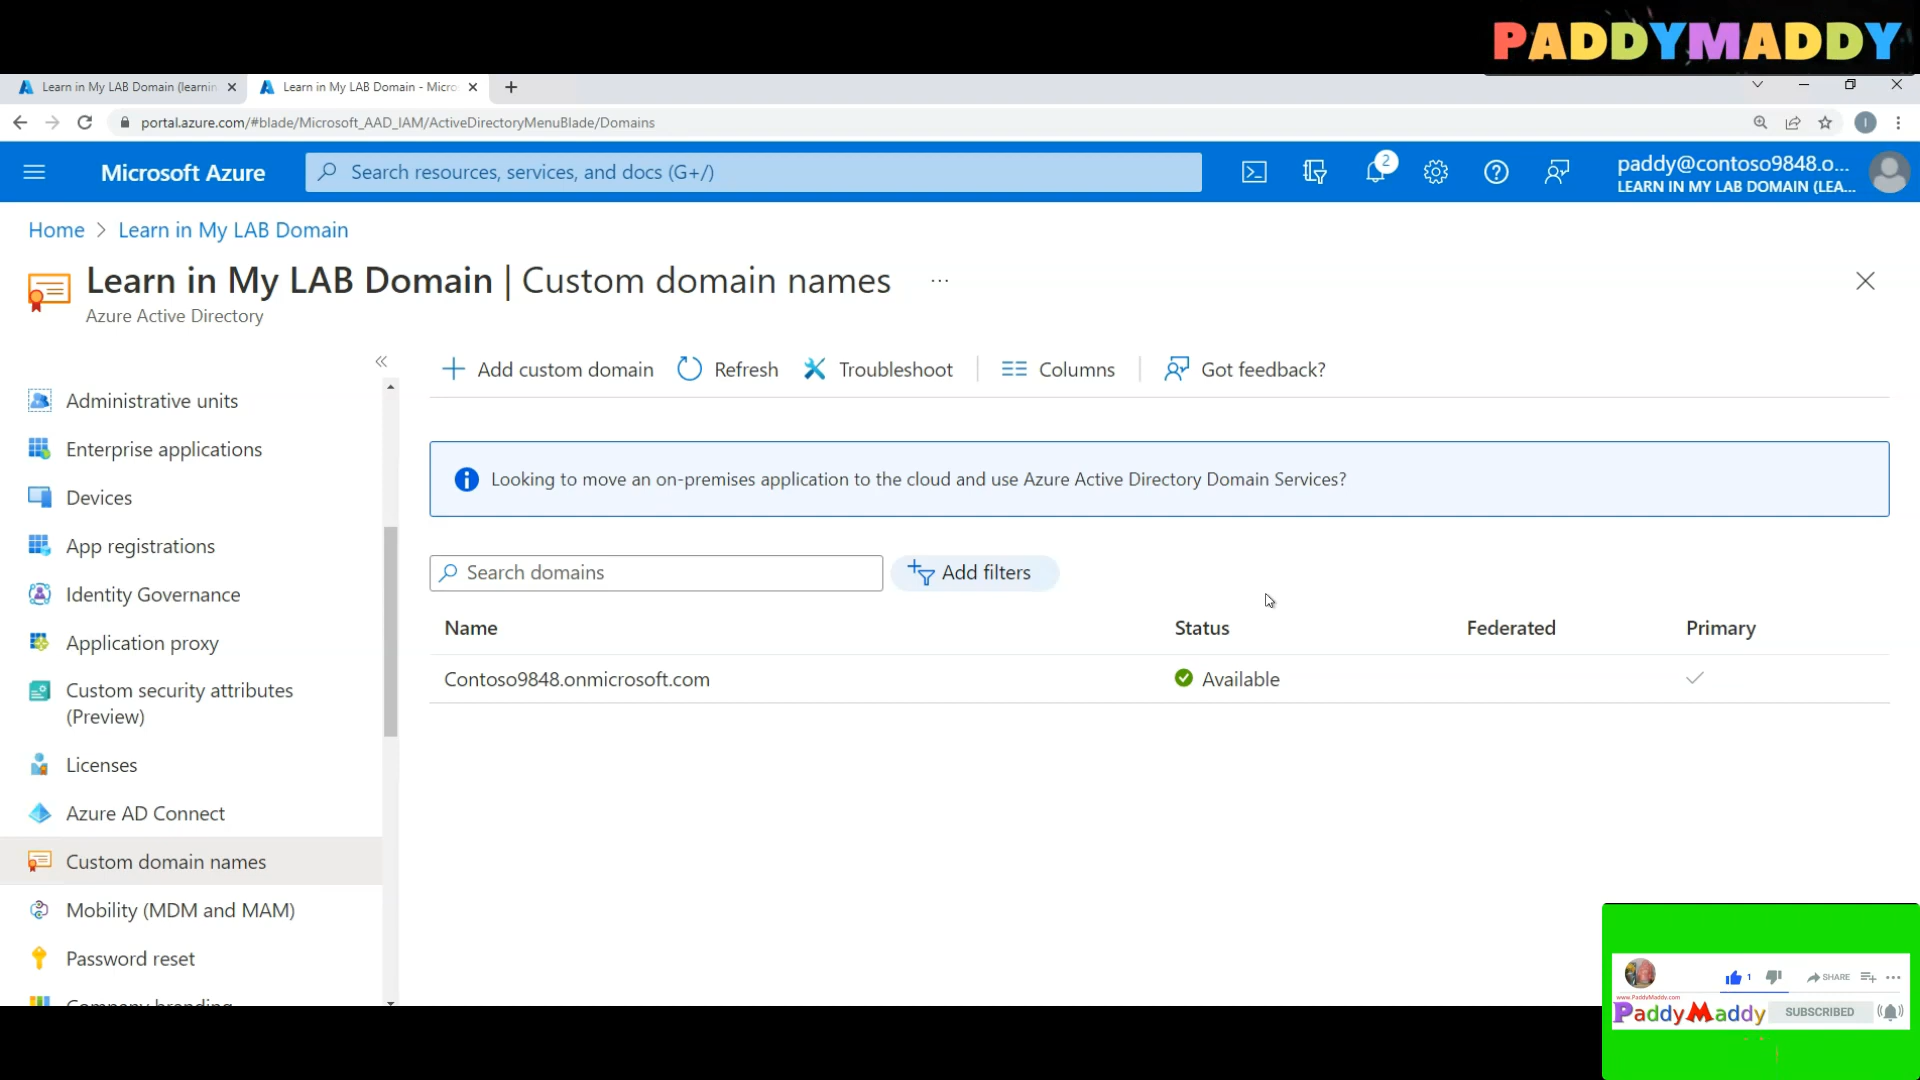 PADDYMADDY
Learn in My LAB Domain (learnin
Learn in My LAB Domain - Micro
portal.azure.com/#blade/Microsoft_AAD_IAM/ActiveDirectoryMenuBlade/Domains
I
Microsoft Azure
Search resources, services, and docs (G+/)
2
paddy@contoso9848.o...
LEARN IN MY LAB DOMAIN (LEA...
Home > Learn in My LAB Domain
Learn in My LAB Domain | Custom domain names
...
Azure Active Directory
Administrative units
Enterprise applications
Devices
App registrations
Identity Governance
Application proxy
Custom security attributes
(Preview)
Licenses
Azure AD Connect
Custom domain names
Mobility (MDM and MAM)
Password reset
Company branding
Add custom domain
Refresh
Troubleshoot
Columns
Got feedback?
Looking to move an on-premises application to the cloud and use Azure Active Directory Domain Services?
Search domains
Add filters
Name Status Federated Primary
Contoso9848.onmicrosoft.com Available
1
SHARE
www.PaddyMaddy.com
PaddyMaddy
SUBSCRIBED